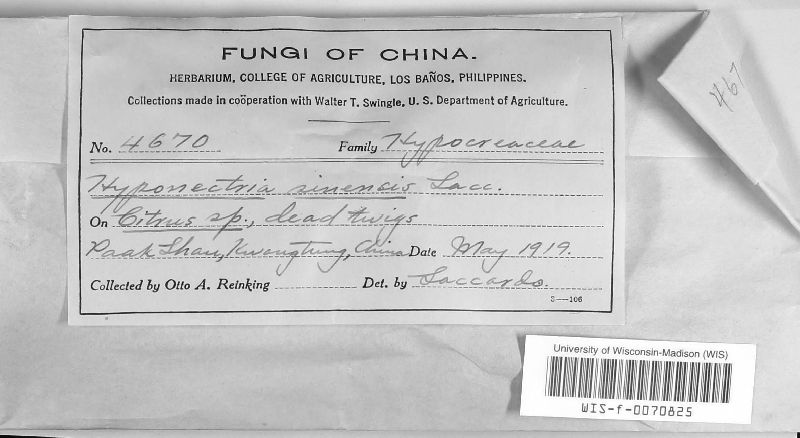 FUNGI OF CHINA.
HERBARIUM, COLLEGE OF AGRICULTURE, LOS BAÑOS, PHILIPPINES.
Collections made in coöperation with Walter T. Swingle, U. S. Department of Agriculture.
No. 4670 Family Hypocreaceae
Hyponectria sinensis Sacc.
On Citrus sp., dead twigs
Paak Shan, Kwangtung, China Date May 1919.
Collected by Otto A. Reinking Det. by Saccardo.
S—106
467
University of Wisconsin-Madison (WIS)
WIS-f-0070825